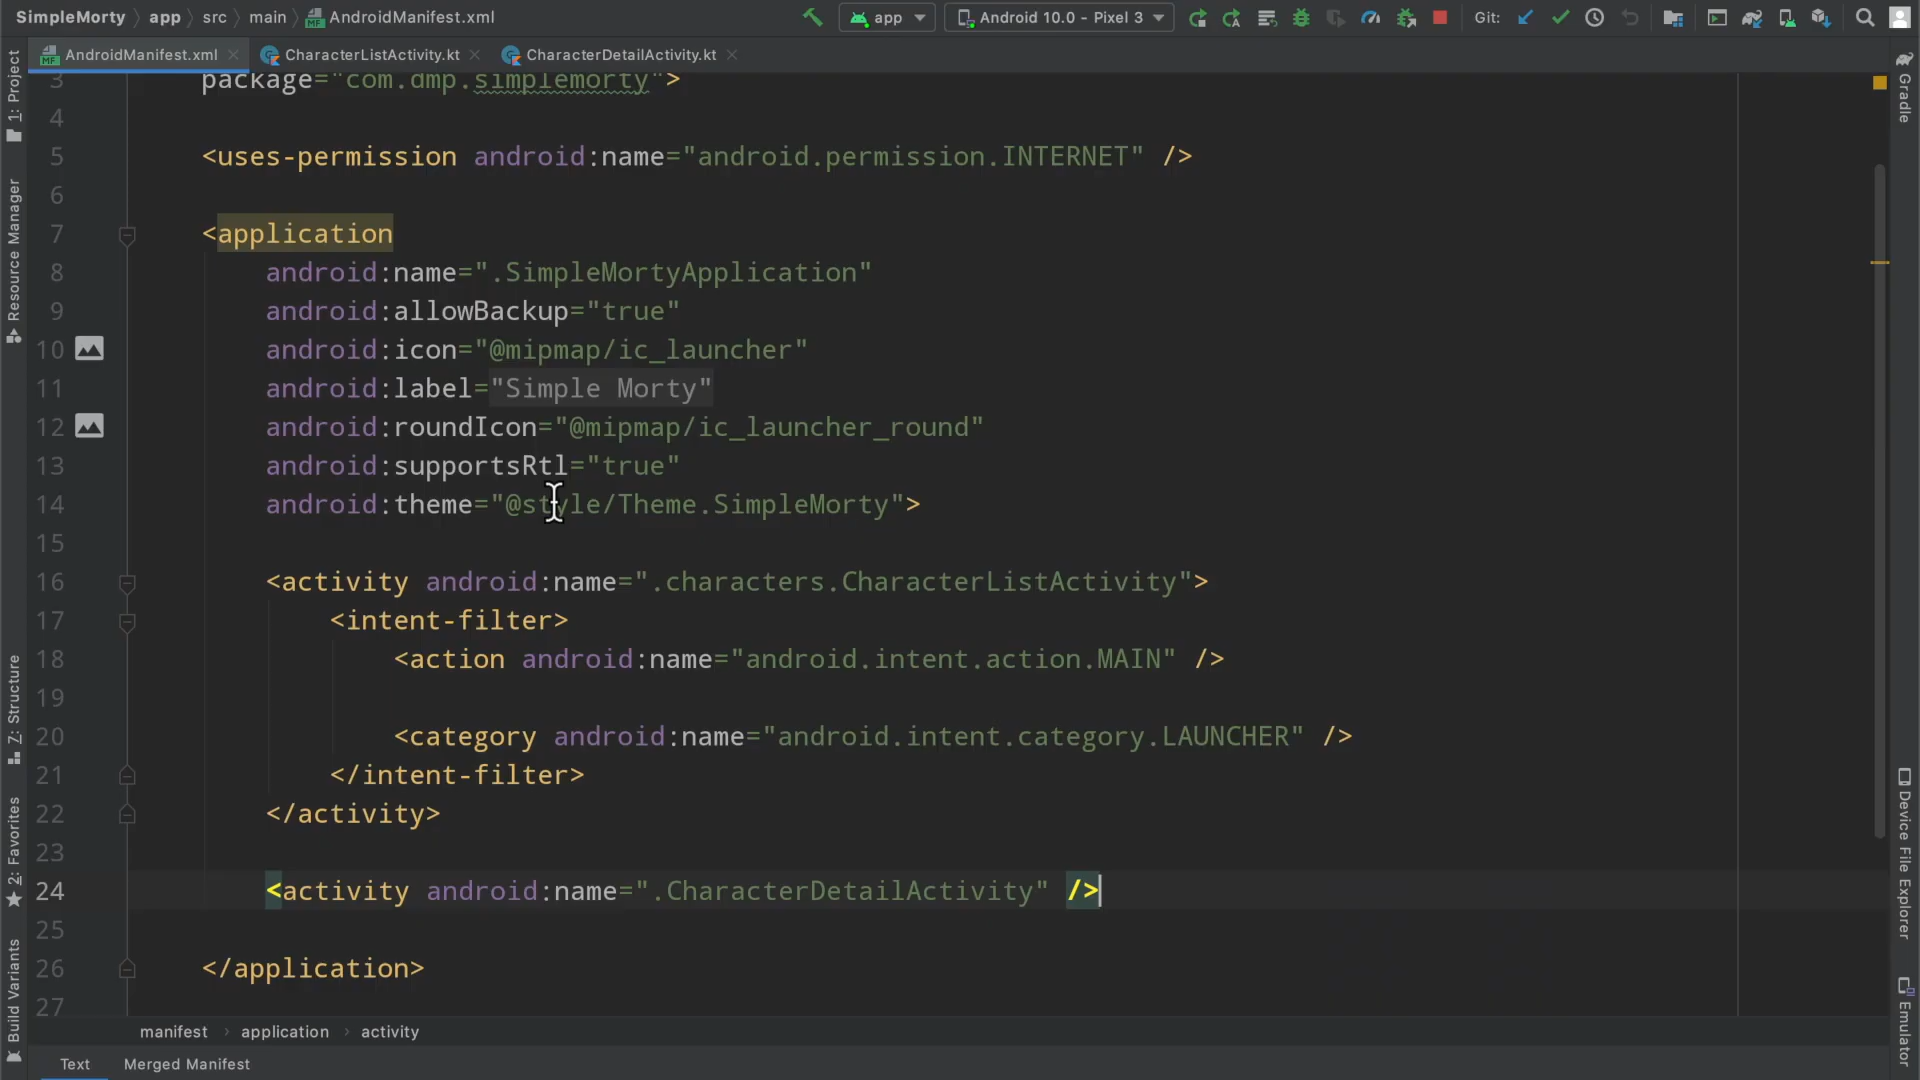 SimpleMorty app src main AndroidManifest.xml app Android 10.0 - Pixel 3 Git:
AndroidManifest.xml CharacterListActivity.kt CharacterDetailActivity.kt
3 package="com.dmp.simplemorty">
4
5 <uses-permission android:name="android.permission.INTERNET" />
6
7 <application
8 android:name=".SimpleMortyApplication"
9 android:allowBackup="true"
10 android:icon="@mipmap/ic_launcher"
11 android:label="Simple Morty"
12 android:roundIcon="@mipmap/ic_launcher_round"
13 android:supportsRtl="true"
14 android:theme="@style/Theme.SimpleMorty">
15
16 <activity android:name=".characters.CharacterListActivity">
17 <intent-filter>
18 <action android:name="android.intent.action.MAIN" />
19
20 <category android:name="android.intent.category.LAUNCHER" />
21 </intent-filter>
22 </activity>
23
24 <activity android:name=".CharacterDetailActivity" />
25
26 </application>
27
manifest application activity
Text Merged Manifest
1: Project
Resource Manager
Z: Structure
2: Favorites
Build Variants
Gradle
Device File Explorer
Emulator